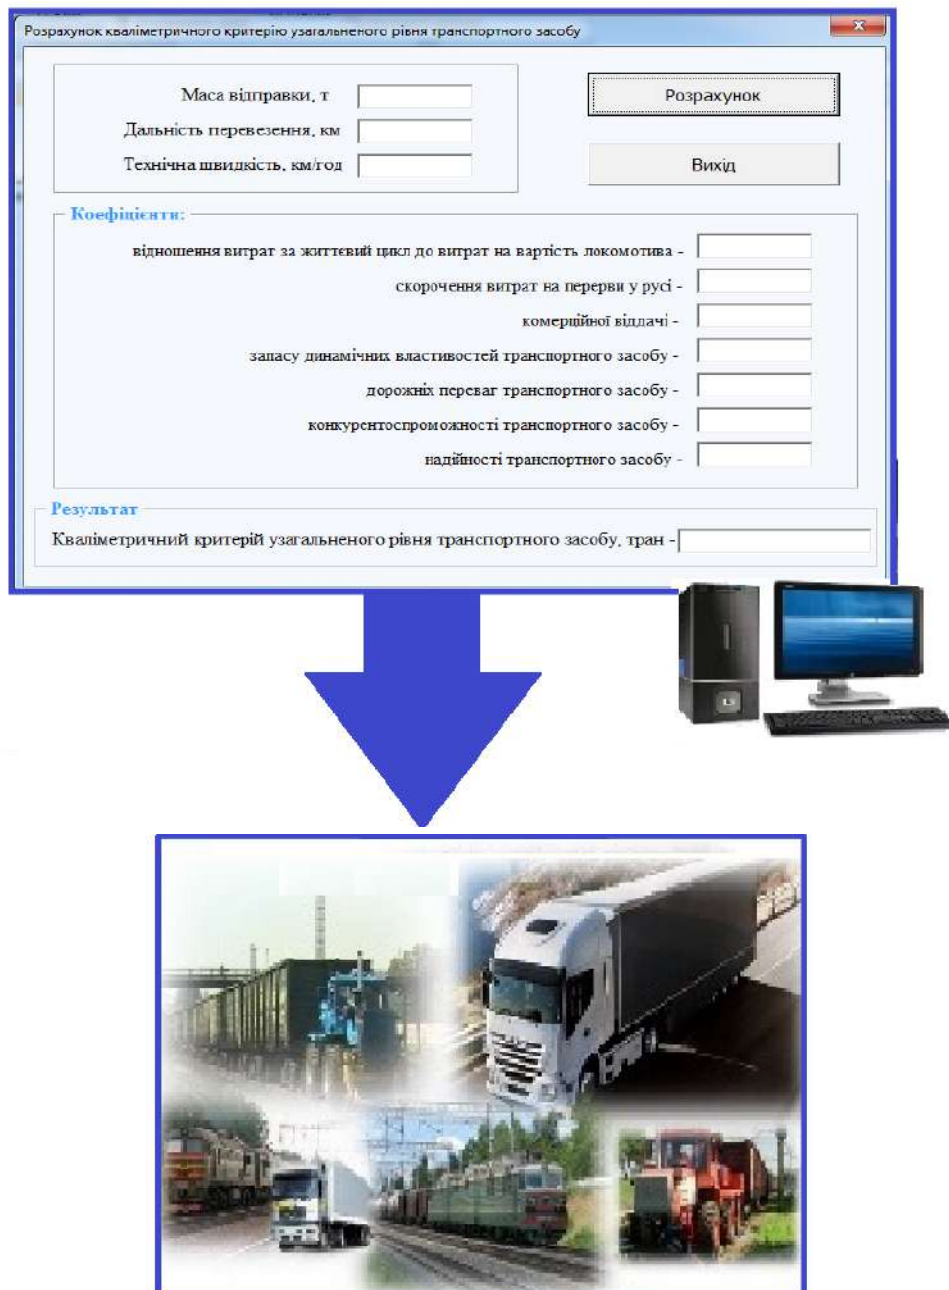 Розрахунок кваліметричного критерію узагальненого рівня транспортного засобу
Маса відправки, т
Дальність перевезення, км
Технічна швидкість, км/год
Розрахунок
Вихід
Коефіцієнти:
відношення витрат за життєвий цикл до витрат на вартість локомотива -
скорочення витрат на перерви у русі -
комерційної віддачі -
запасу динамічних властивостей транспортного засобу -
дорожніх переваг транспортного засобу -
конкурентоспроможності транспортного засобу -
надійності транспортного засобу -
Результат
Кваліметричний критерій узагальненого рівня транспортного засобу, тран -